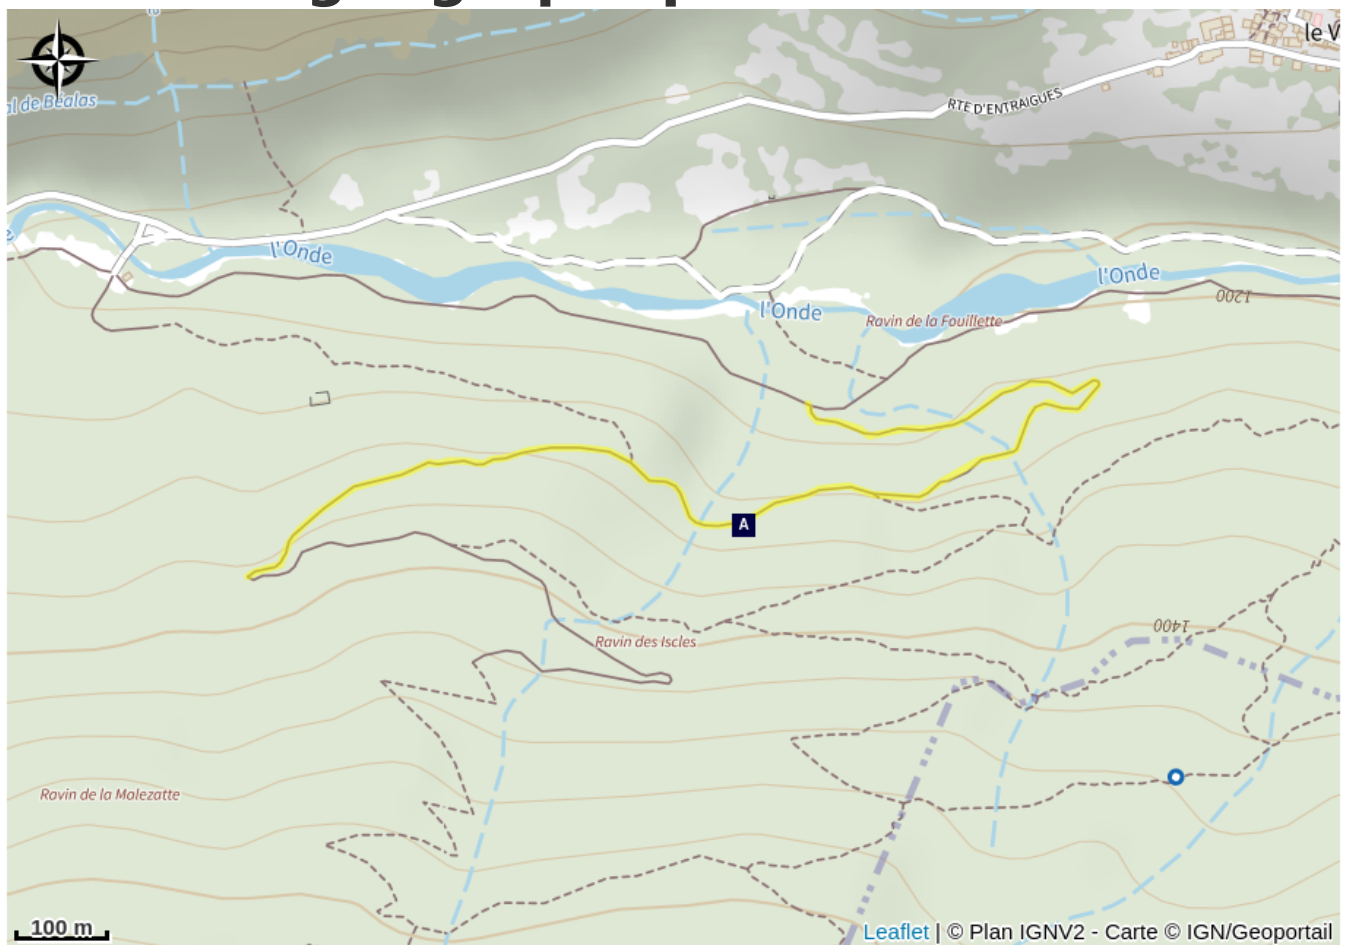 le V
RTE D'ENTRAIGUES
al de Béalas
l'Onde
l'Onde
1200
l'Onde
Ravin de la Fouillette
A
1400
Ravin des Iscles
Ravin de la Malezatte
100 m
Leaflet | © Plan IGNV2 - Carte © IGN/Geoportail